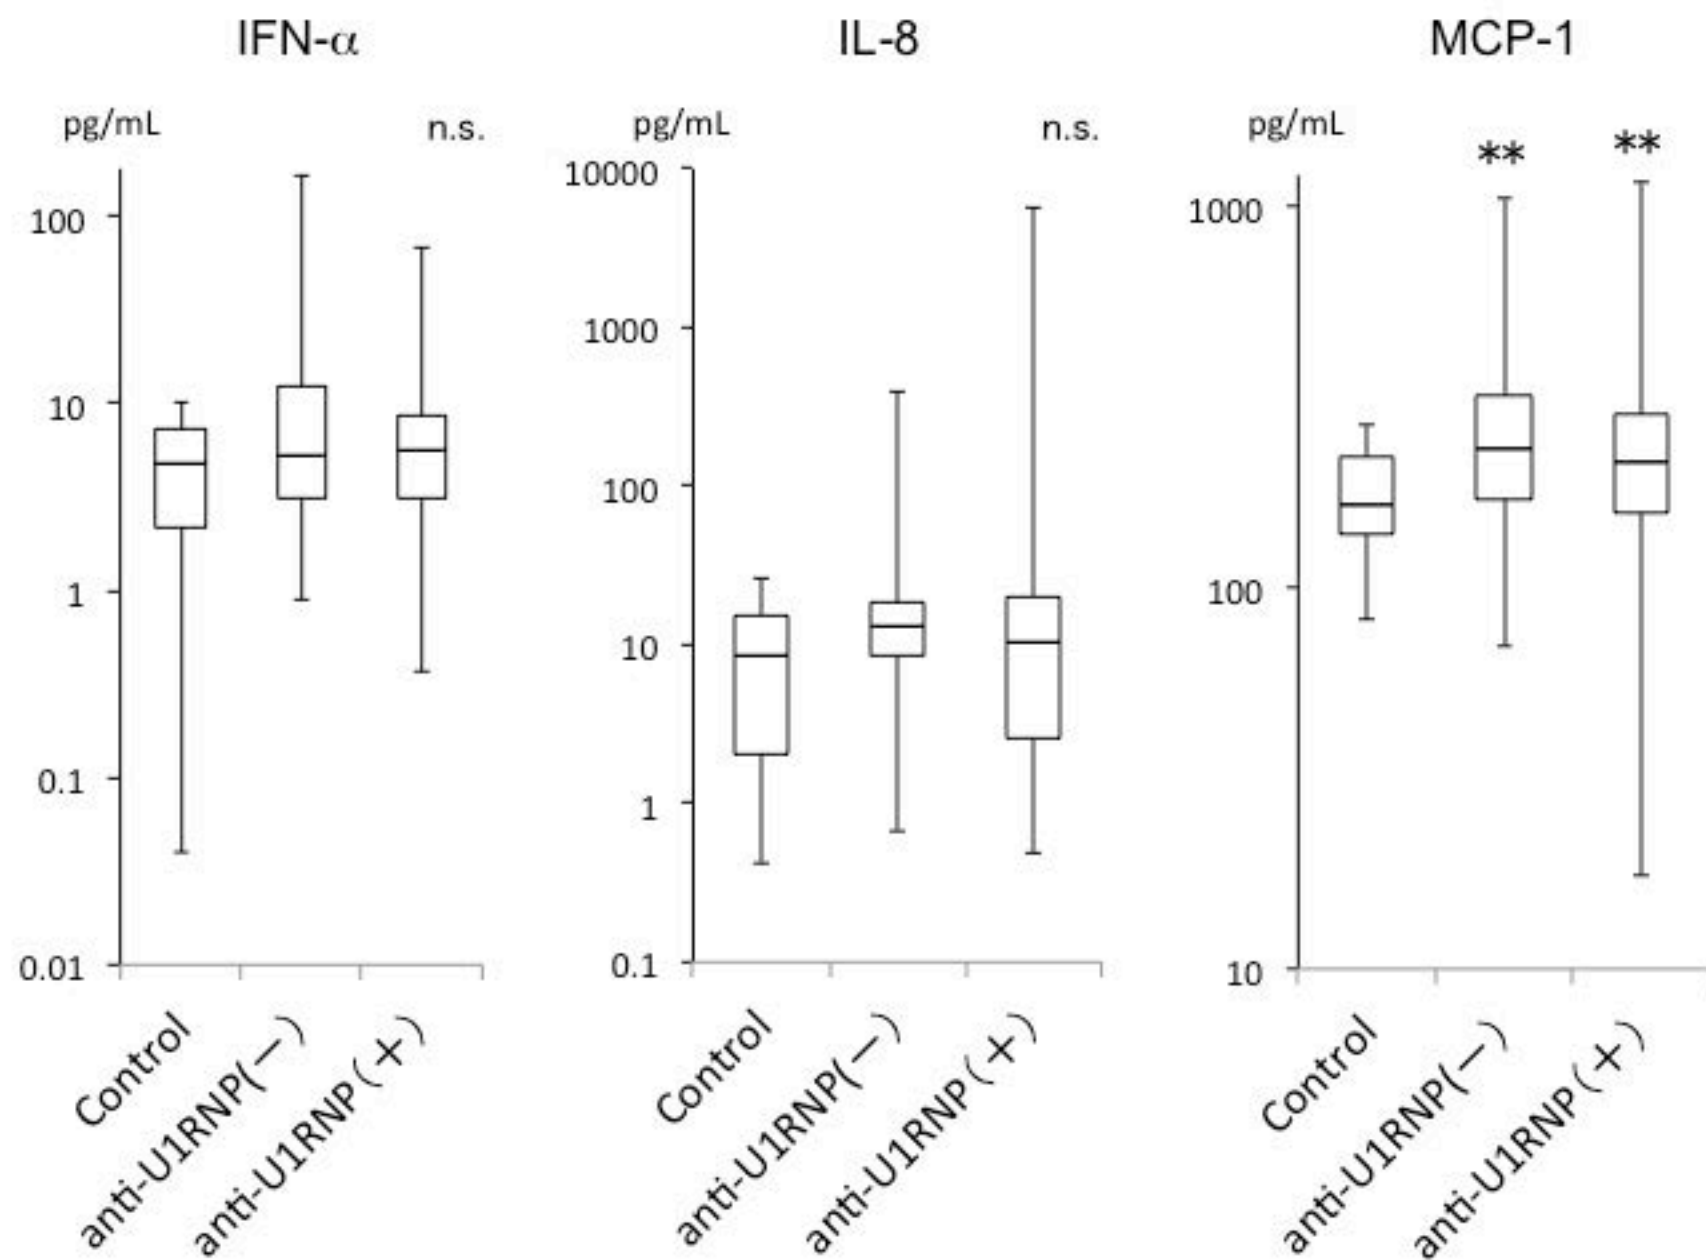 IFN-α
pg/mL
n.s.
100
10
1
0.1
0.01
Control
anti-U1RNP(－)
anti-U1RNP（＋）
IL-8
pg/mL
n.s.
10000
1000
100
10
1
0.1
Control
anti-U1RNP(－)
anti-U1RNP（＋）
MCP-1
pg/mL
**
**
1000
100
10
Control
anti-U1RNP(－)
anti-U1RNP（＋）